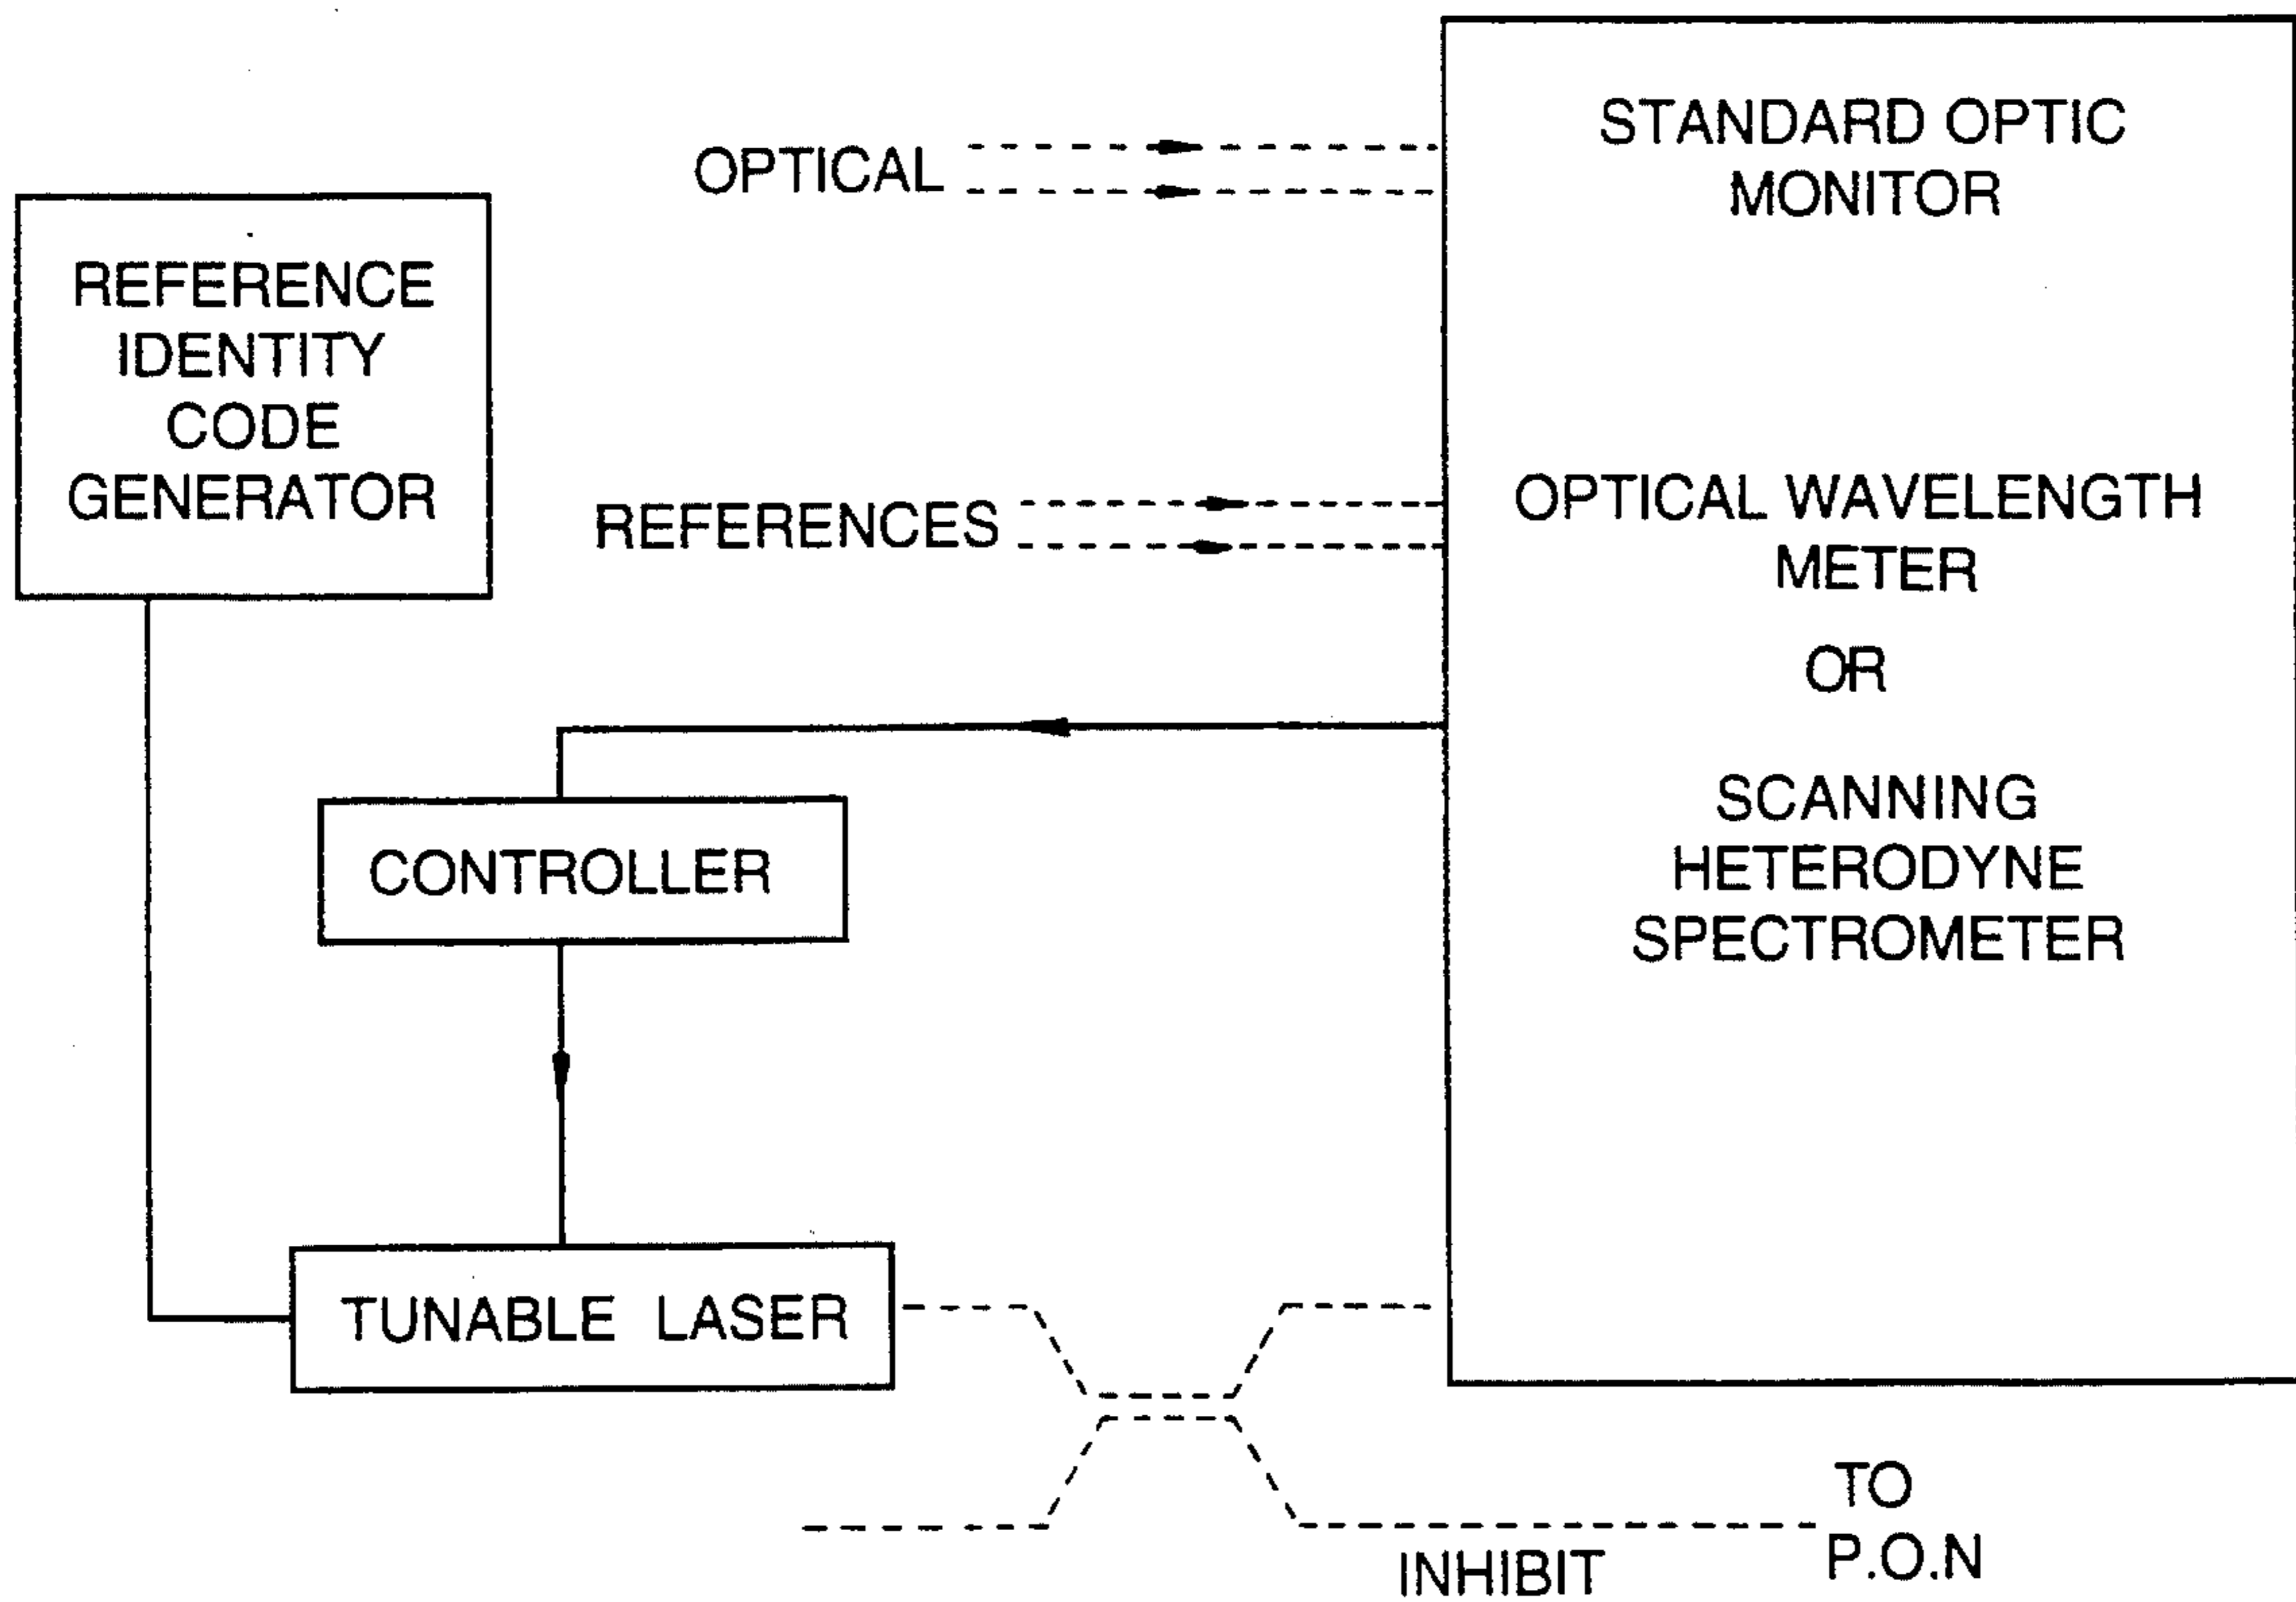 REFERENCE
IDENTITY
CODE
GENERATOR
OPTICAL
REFERENCES
STANDARD OPTIC
MONITOR
OPTICAL WAVELENGTH
METER
OR
SCANNING
HETERODYNE
SPECTROMETER
CONTROLLER
TUNABLE LASER
INHIBIT
TO
P.O.N